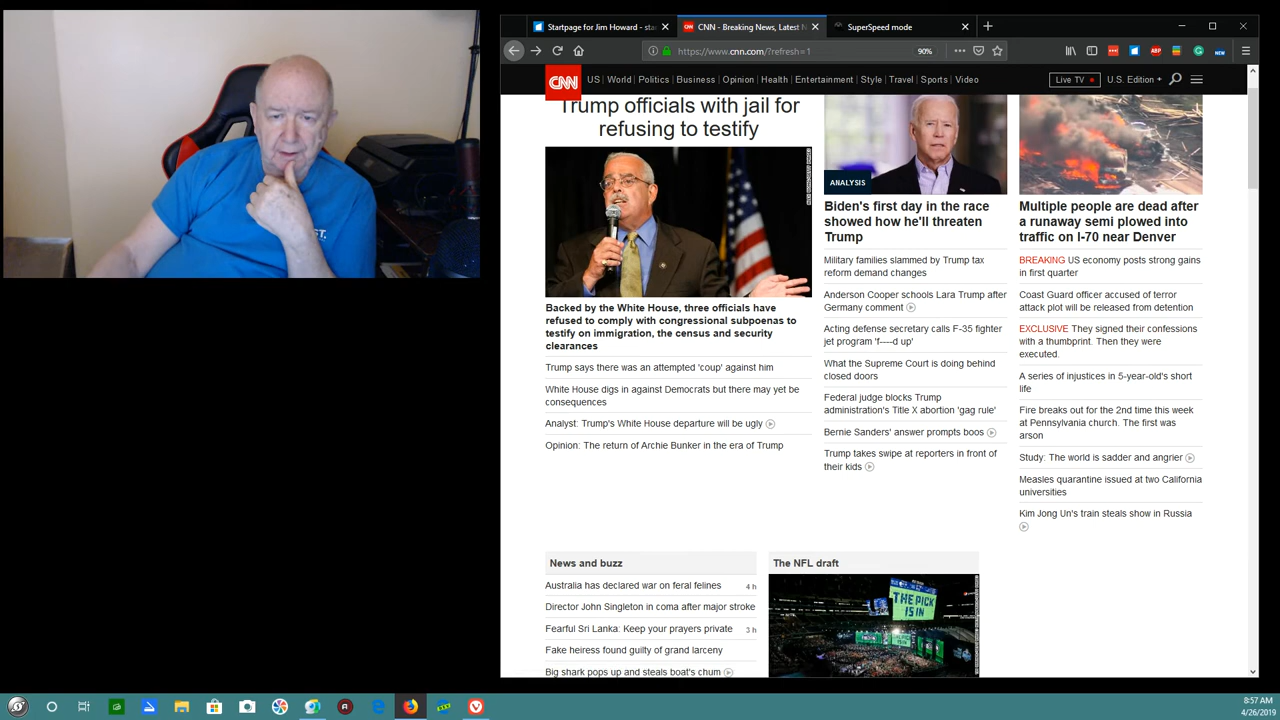 Startpage for Jim Howard - star
CNN - Breaking News, Latest N
SuperSpeed mode
https://www.cnn.com/?refresh=1
90%
ABP
NEW
CNN
US
World
Politics
Business
Opinion
Health
Entertainment
Style
Travel
Sports
Video
Live TV
U.S. Edition +
Trump officials with jail for
refusing to testify
Backed by the White House, three officials have
refused to comply with congressional subpoenas to
testify on immigration, the census and security
clearances
Trump says there was an attempted 'coup' against him
White House digs in against Democrats but there may yet be
consequences
Analyst: Trump's White House departure will be ugly
Opinion: The return of Archie Bunker in the era of Trump
ANALYSIS
Biden's first day in the race
showed how he'll threaten
Trump
Military families slammed by Trump tax
reform demand changes
Anderson Cooper schools Lara Trump after
Germany comment
Acting defense secretary calls F-35 fighter
jet program 'f----d up'
What the Supreme Court is doing behind
closed doors
Federal judge blocks Trump
administration's Title X abortion 'gag rule'
Bernie Sanders' answer prompts boos
Trump takes swipe at reporters in front of
their kids
Multiple people are dead after
a runaway semi plowed into
traffic on I-70 near Denver
BREAKING US economy posts strong gains
in first quarter
Coast Guard officer accused of terror
attack plot will be released from detention
EXCLUSIVE They signed their confessions
with a thumbprint. Then they were
executed.
A series of injustices in 5-year-old's short
life
Fire breaks out for the 2nd time this week
at Pennsylvania church. The first was
arson
Study: The world is sadder and angrier
Measles quarantine issued at two California
universities
Kim Jong Un's train steals show in Russia
News and buzz
Australia has declared war on feral felines 4 h
Director John Singleton in coma after major stroke
Fearful Sri Lanka: Keep your prayers private 3 h
Fake heiress found guilty of grand larceny
Big shark pops up and steals boat's chum
The NFL draft
THE PICK
IS IN
8:57 AM
4/26/2019